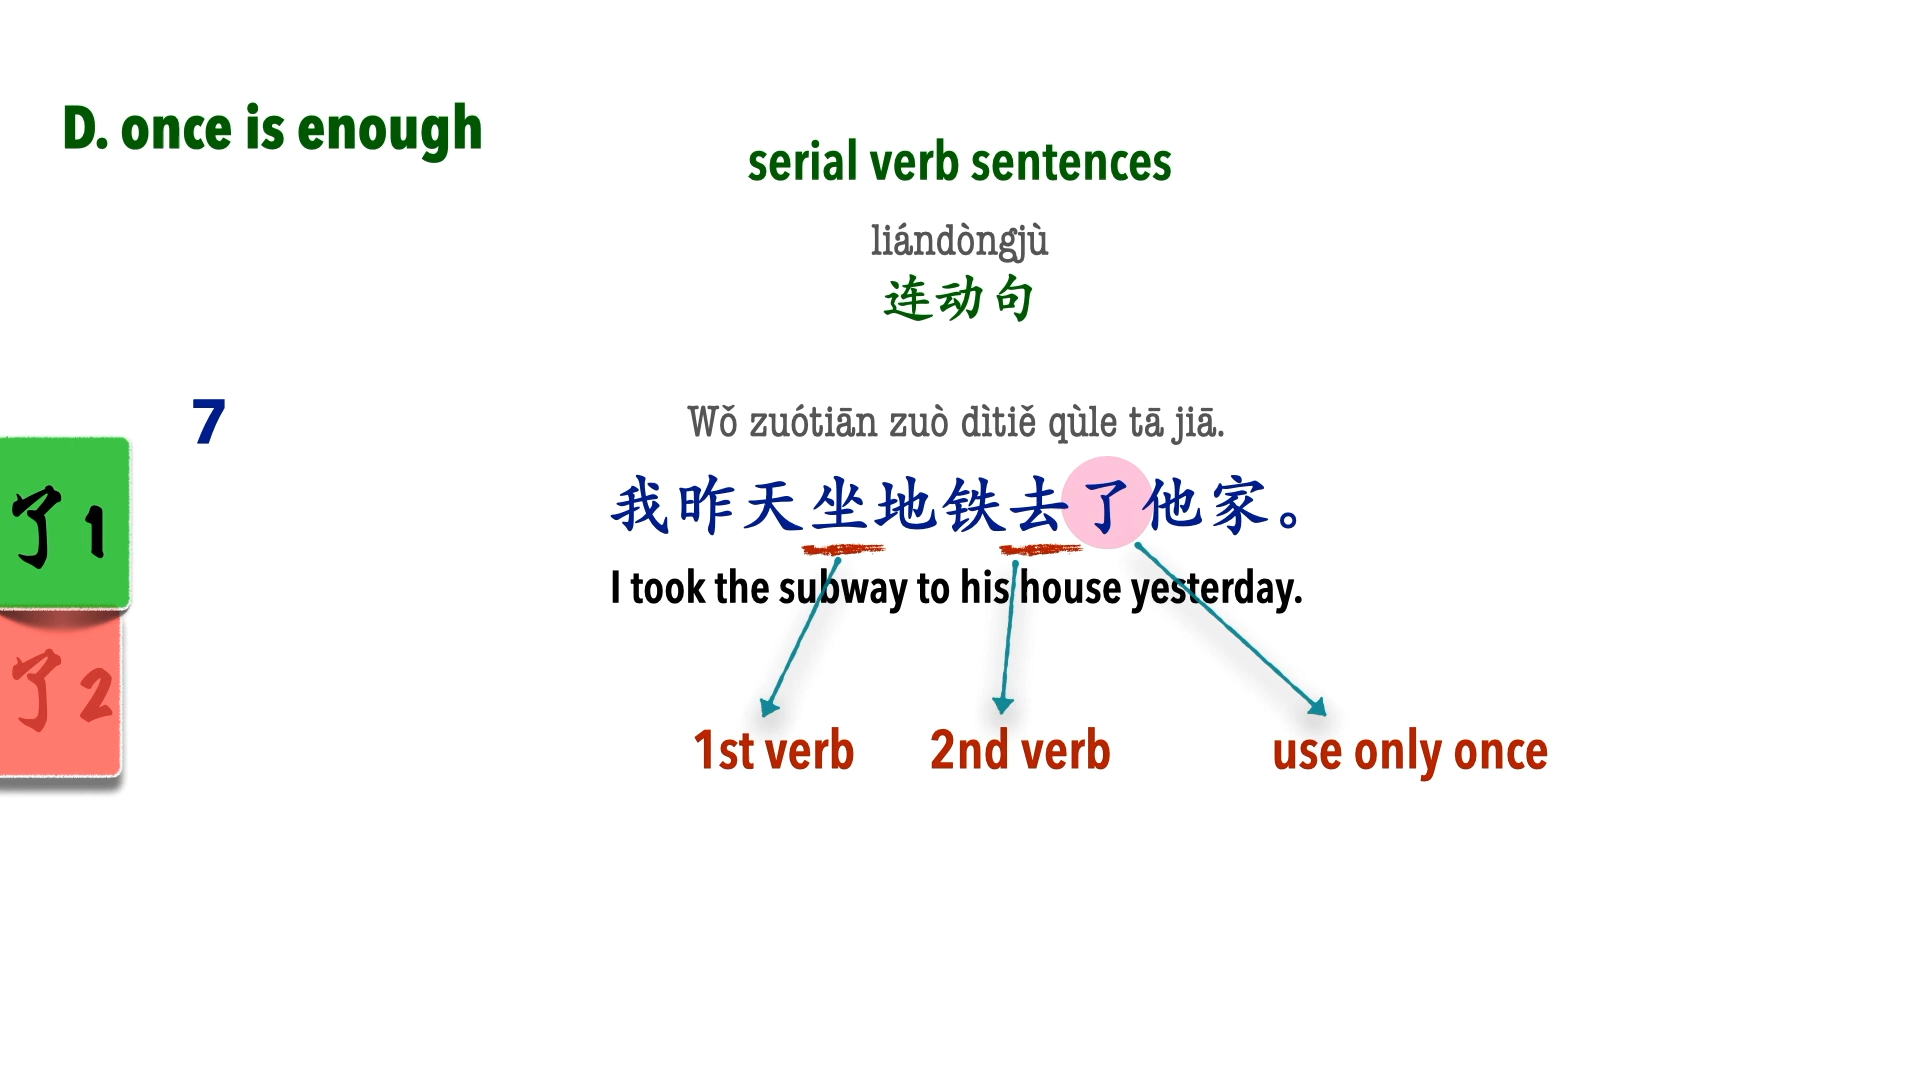 D. once is enough
serial verb sentences
liándòngjù
连动句
7
Wǒ zuótiān zuò dìtiě qùle tā jiā.
我昨天坐地铁去了他家。
I took the subway to his house yesterday.
了1
了2
1st verb
2nd verb
use only once